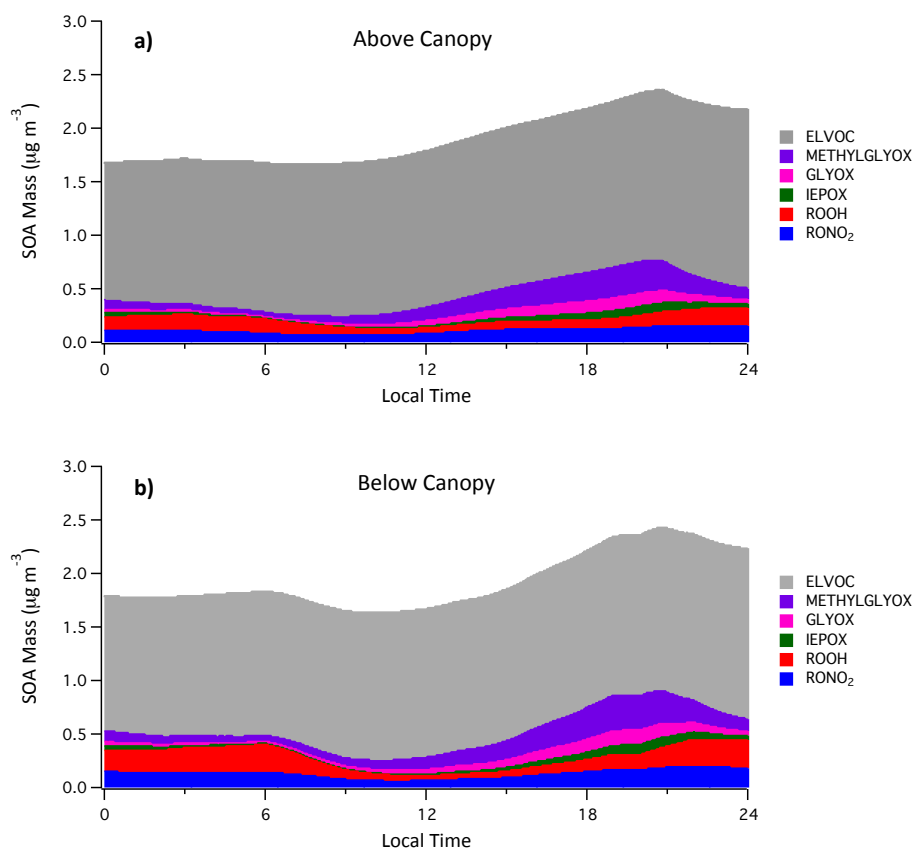 a)
Above Canopy
3.0
2.5
2.0
1.5
1.0
0.5
0.0
SOA Mass (µg m⁻³)
0 6 12 18 24
Local Time
ELVOC
METHYLGLYOX
GLYOX
IEPOX
ROOH
RONO₂
b)
Below Canopy
3.0
2.5
2.0
1.5
1.0
0.5
0.0
SOA Mass (µg m⁻³)
0 6 12 18 24
Local Time
ELVOC
METHYLGLYOX
GLYOX
IEPOX
ROOH
RONO₂